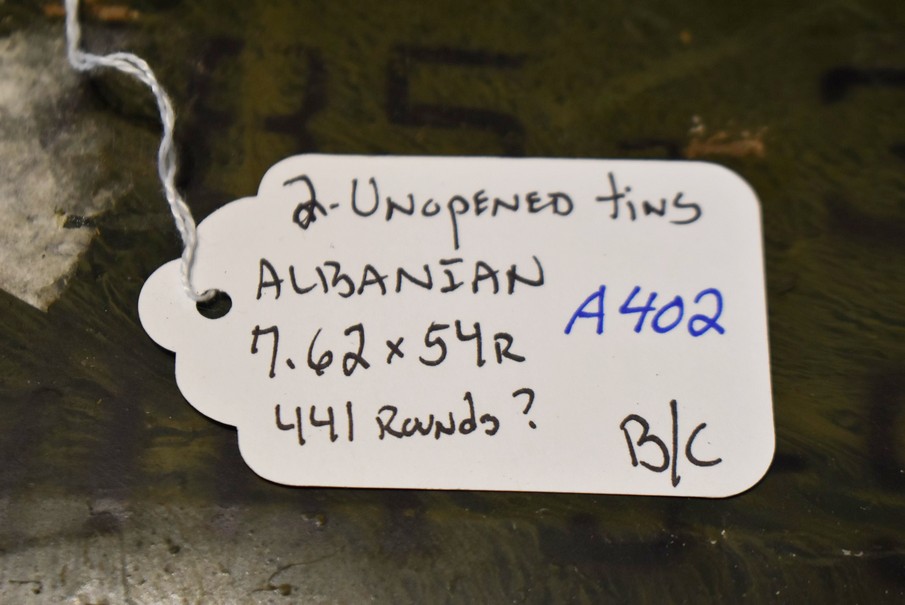 2-UNOPENED tins
ALBANIAN
A402
7.62 x 54R
441 Rounds?
B/C